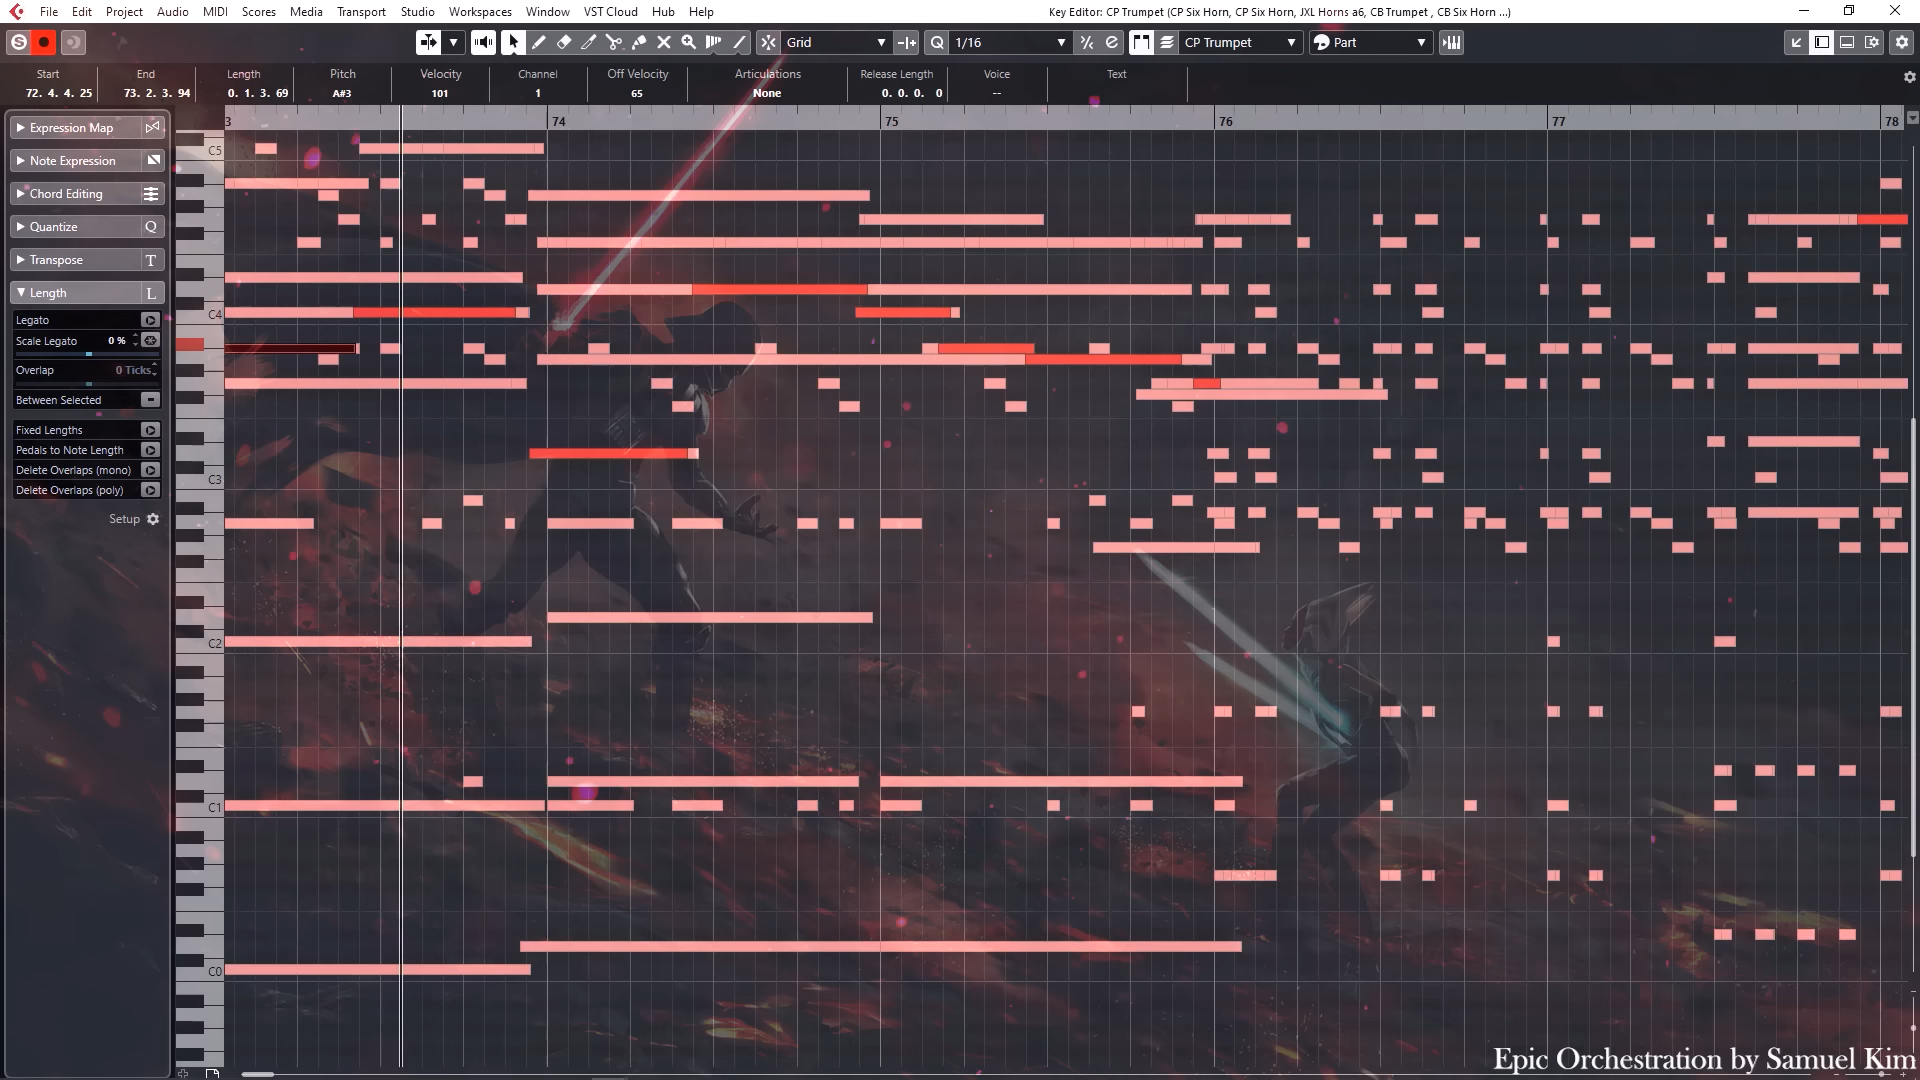 File Edit Project Audio MIDI Scores Media Transport Studio Workspaces Window VST Cloud Hub Help
Key Editor: CP Trumpet (CP Six Horn, CP Six Horn, JXL Horns a6, CB Trumpet , CB Six Horn ...)
S Grid Q 1/16 e CP Trumpet Part
Start End Length Pitch Velocity Channel Off Velocity Articulations Release Length Voice Text
72. 4. 4. 25 73. 2. 3. 94 0. 1. 3. 69 A#3 101 1 65 None 0. 0. 0. 0 --
3 74 75 76 77 78
Expression Map
Note Expression
Chord Editing
Quantize Q
Transpose T
Length L
Legato
Scale Legato 0 %
Overlap 0 Ticks
Between Selected
Fixed Lengths
Pedals to Note Length
Delete Overlaps (mono)
Delete Overlaps (poly)
Setup
C5
C4
C3
C2
C1
C0
Epic Orchestration by Samuel Kim